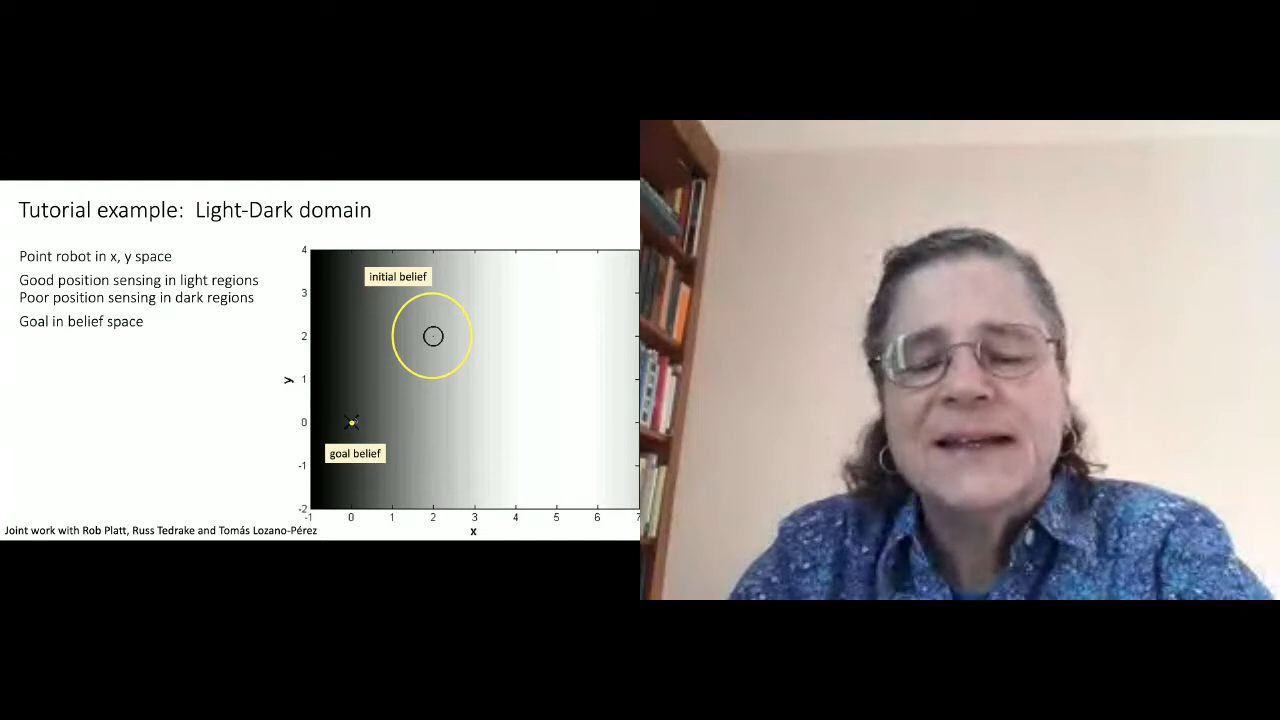 Tutorial example: Light-Dark domain
Point robot in x, y space
Good position sensing in light regions
Poor position sensing in dark regions
Goal in belief space
4
3
2
1
0
-1
-2
y
initial belief
goal belief
-1 0 1 2 3 4 5 6 7
x
Joint work with Rob Platt, Russ Tedrake and Tomás Lozano-Pérez